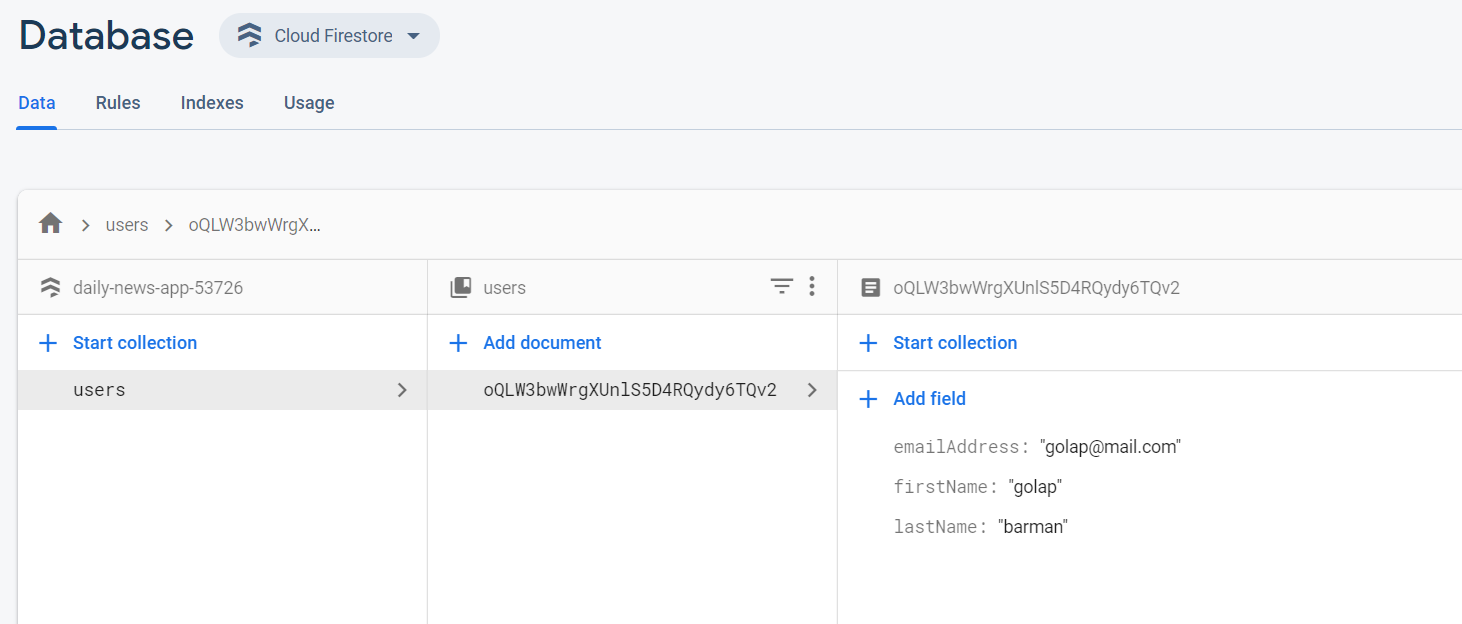 Database Cloud Firestore
Data Rules Indexes Usage
users oQLW3bwWrgX...
daily-news-app-53726 users oQLW3bwWrgXUnlS5D4RQydy6TQv2
Start collection Add document Start collection
users oQLW3bwWrgXUnlS5D4RQydy6TQv2
Add field
emailAddress: "golap@mail.com"
firstName: "golap"
lastName: "barman"